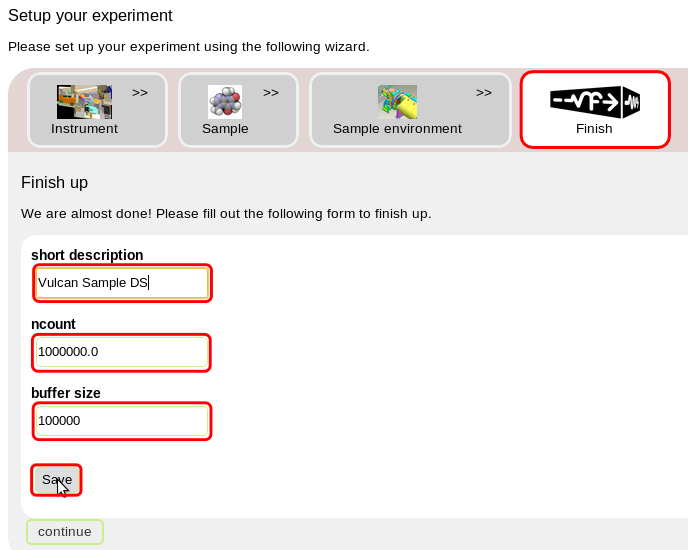 Setup your experiment
Please set up your experiment using the following wizard.
>> >> >>
Instrument Sample Sample environment Finish
Finish up
We are almost done! Please fill out the following form to finish up.
short description
Vulcan Sample DS
ncount
1000000.0
buffer size
100000
Save
continue